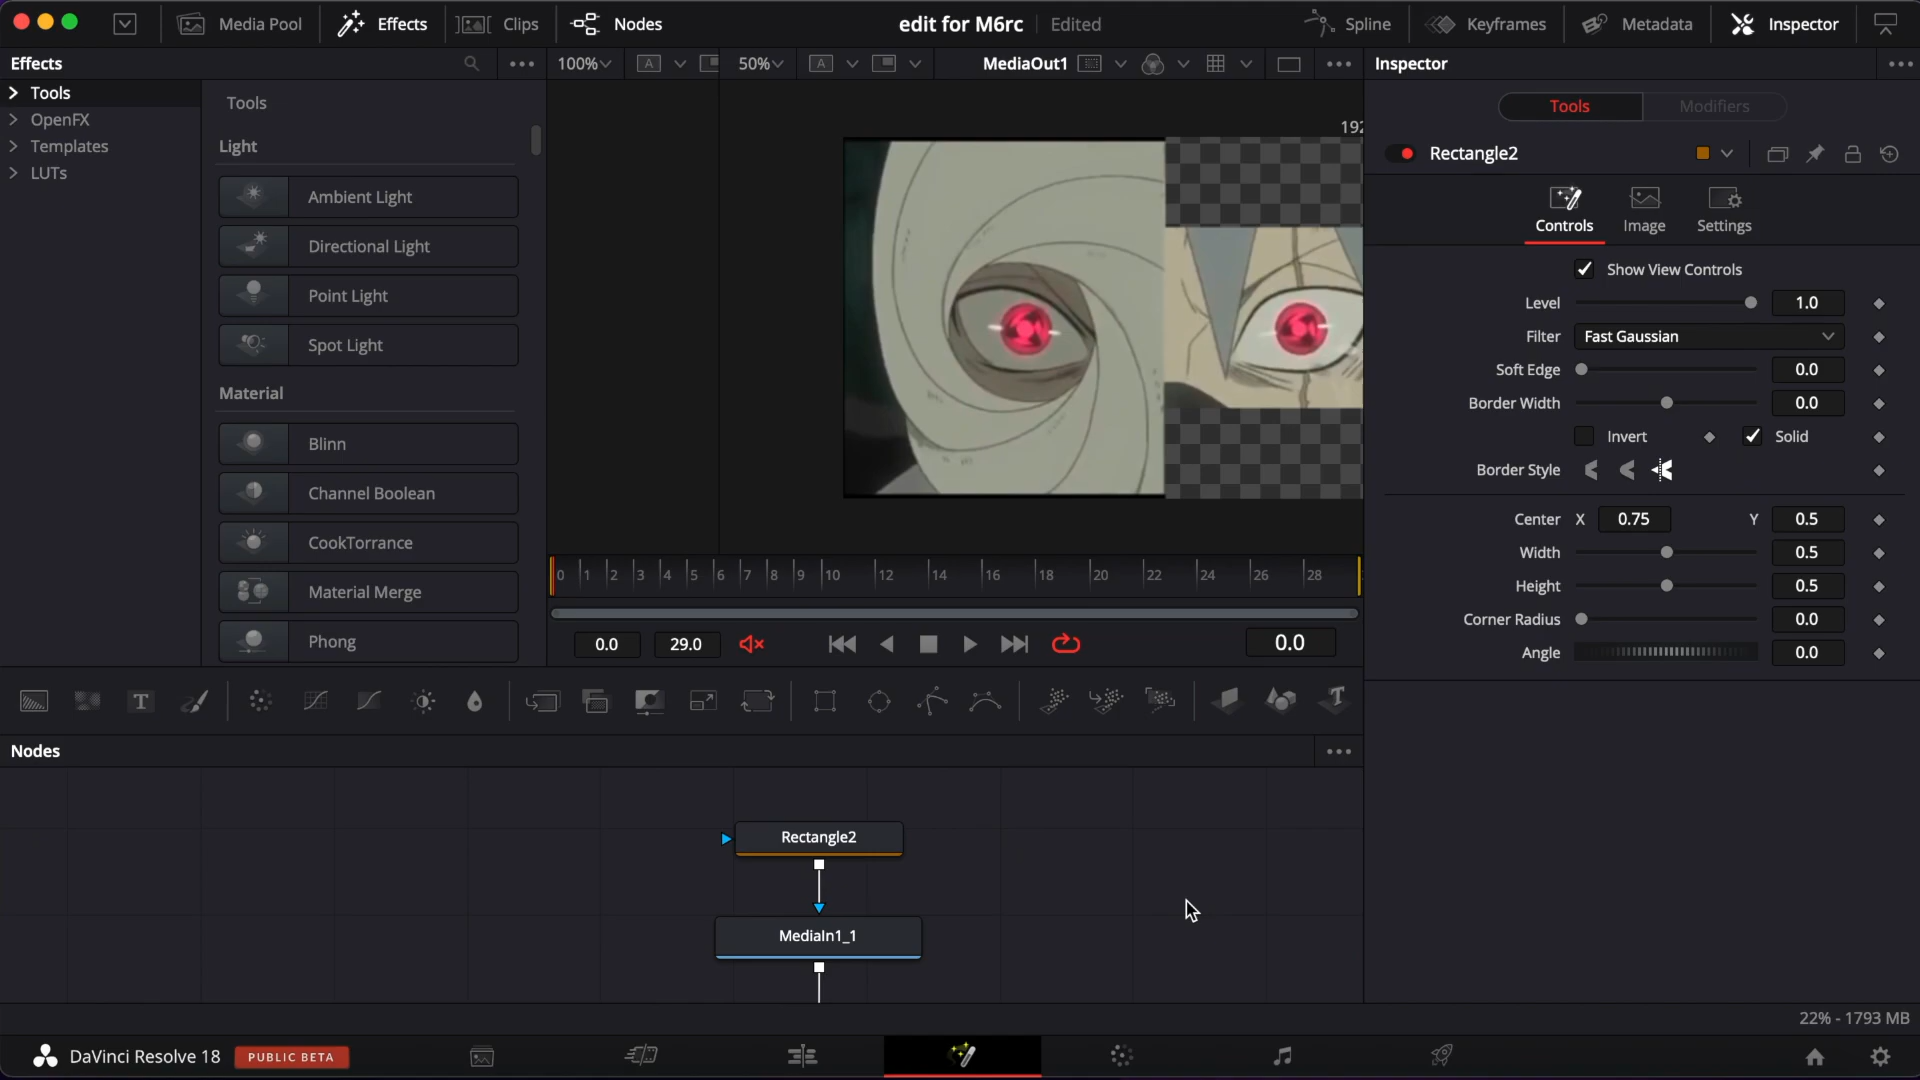 Media Pool
Effects
Clips
Nodes
edit for M6rc
Edited
Spline
Keyframes
Metadata
Inspector
Effects
100%
A
50%
A
MediaOut1
Inspector
Tools
OpenFX
Templates
LUTs
Tools
Light
Ambient Light
Directional Light
Point Light
Spot Light
Material
Blinn
Channel Boolean
CookTorrance
Material Merge
Phong
192
0 1 2 3 4 5 6 7 8 9 10 12 14 16 18 20 22 24 26 28
0.0
29.0
0.0
Tools
Modifiers
Rectangle2
Controls
Image
Settings
Show View Controls
Level 1.0
Filter Fast Gaussian
Soft Edge 0.0
Border Width 0.0
Invert Solid
Border Style
Center X 0.75 Y 0.5
Width 0.5
Height 0.5
Corner Radius 0.0
Angle 0.0
T
T
Nodes
Rectangle2
MediaIn1_1
22% - 1793 MB
DaVinci Resolve 18
PUBLIC BETA